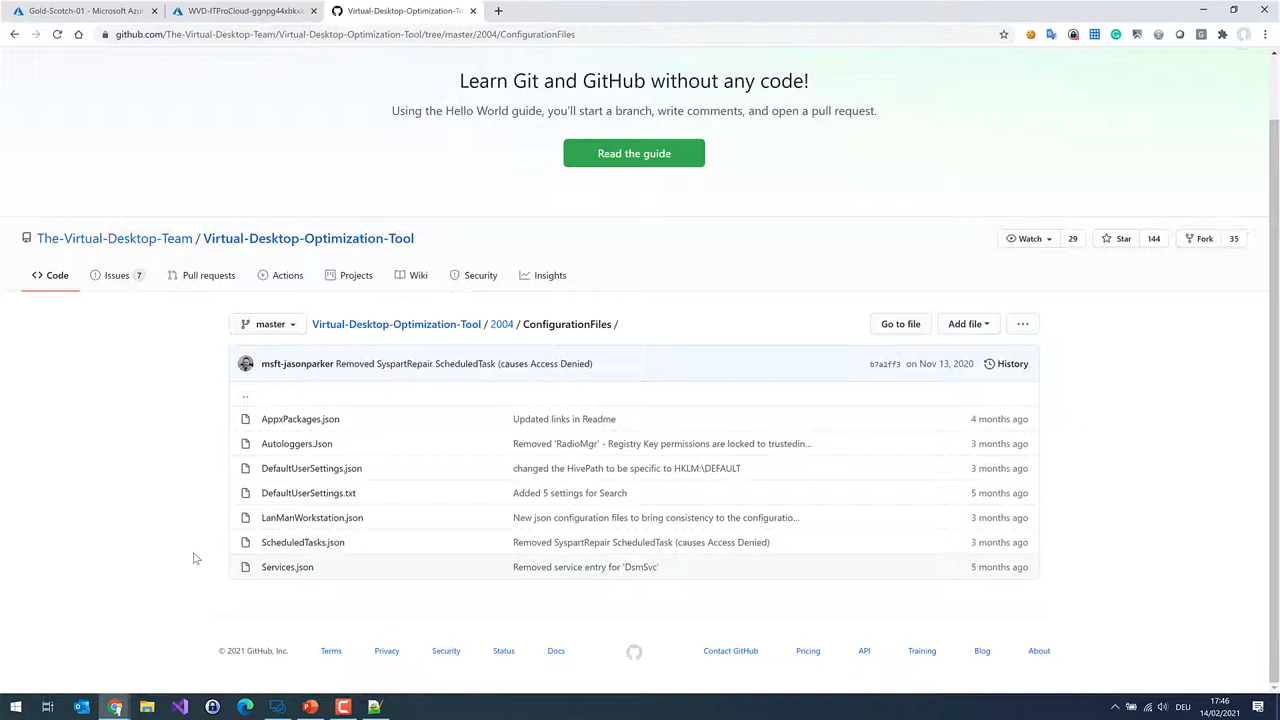 Gold-Scotch-01 - Microsoft Azur
WVD-ITProCloud-ggnpg44xbkxk
Virtual-Desktop-Optimization-Tool
github.com/The-Virtual-Desktop-Team/Virtual-Desktop-Optimization-Tool/tree/master/2004/ConfigurationFiles
Learn Git and GitHub without any code!
Using the Hello World guide, you'll start a branch, write comments, and open a pull request.
Read the guide
The-Virtual-Desktop-Team / Virtual-Desktop-Optimization-Tool
Watch 29 Star 144 Fork 35
Code Issues 7 Pull requests Actions Projects Wiki Security Insights
master Virtual-Desktop-Optimization-Tool / 2004 / ConfigurationFiles / Go to file Add file ...
msft-jasonparker Removed SyspartRepair ScheduledTask (causes Access Denied) b7a2ff3 on Nov 13, 2020 History
..
AppxPackages.json Updated links in Readme 4 months ago
Autologgers.Json Removed 'RadioMgr' - Registry Key permissions are locked to trustedin... 3 months ago
DefaultUserSettings.json changed the HivePath to be specific to HKLM:\DEFAULT 3 months ago
DefaultUserSettings.txt Added 5 settings for Search 5 months ago
LanManWorkstation.json New json configuration files to bring consistency to the configuratio... 3 months ago
ScheduledTasks.json Removed SyspartRepair ScheduledTask (causes Access Denied) 3 months ago
Services.json Removed service entry for 'DsmSvc' 5 months ago
© 2021 GitHub, Inc. Terms Privacy Security Status Docs Contact GitHub Pricing API Training Blog About
DEU
17:46
14/02/2021